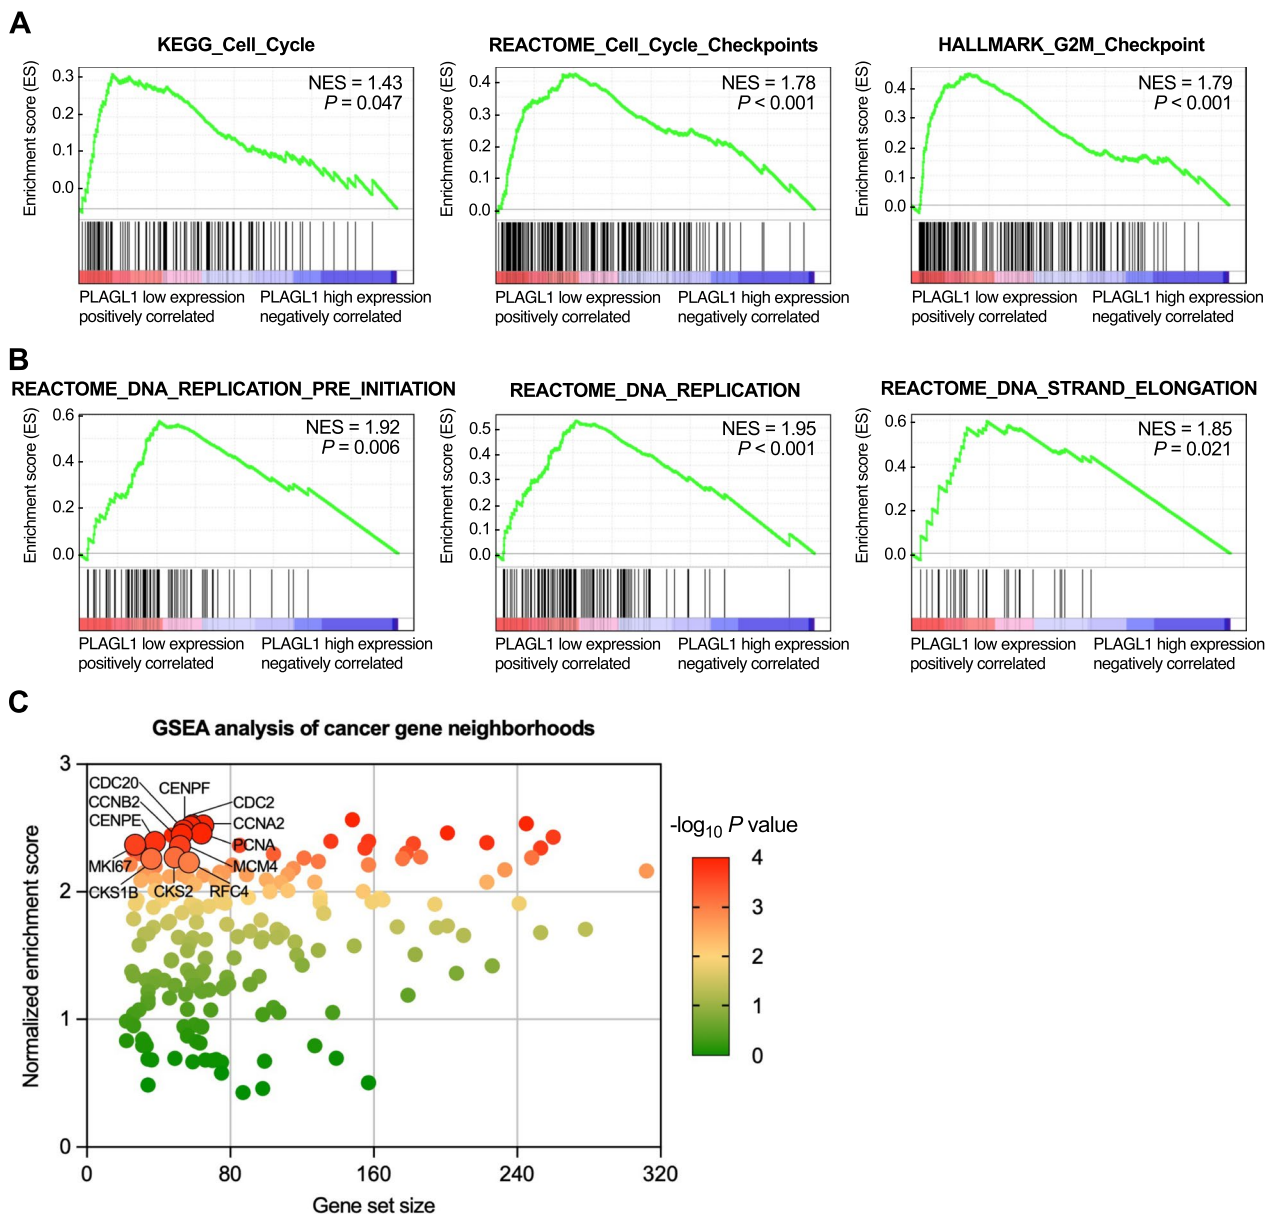 A
KEGG_Cell_Cycle
Enrichment score (ES)
0.3
0.2
0.1
0.0
NES = 1.43
P = 0.047
PLAGL1 low expression
positively correlated
PLAGL1 high expression
negatively correlated
REACTOME_Cell_Cycle_Checkpoints
Enrichment score (ES)
0.4
0.3
0.2
0.1
0.0
NES = 1.78
P < 0.001
PLAGL1 low expression
positively correlated
PLAGL1 high expression
negatively correlated
HALLMARK_G2M_Checkpoint
Enrichment score (ES)
0.4
0.3
0.2
0.1
0.0
NES = 1.79
P < 0.001
PLAGL1 low expression
positively correlated
PLAGL1 high expression
negatively correlated
B
REACTOME_DNA_REPLICATION_PRE_INITIATION
Enrichment score (ES)
0.6
0.4
0.2
0.0
NES = 1.92
P = 0.006
PLAGL1 low expression
positively correlated
PLAGL1 high expression
negatively correlated
REACTOME_DNA_REPLICATION
Enrichment score (ES)
0.5
0.4
0.3
0.2
0.1
0.0
NES = 1.95
P < 0.001
PLAGL1 low expression
positively correlated
PLAGL1 high expression
negatively correlated
REACTOME_DNA_STRAND_ELONGATION
Enrichment score (ES)
0.6
0.4
0.2
0.0
NES = 1.85
P = 0.021
PLAGL1 low expression
positively correlated
PLAGL1 high expression
negatively correlated
C
GSEA analysis of cancer gene neighborhoods
Normalized enrichment score
3
2
1
0
CDC20
CENPF
CCNB2
CDC2
CENPE
CCNA2
PCNA
MKI67
MCM4
CKS1B
CKS2
RFC4
0
80
160
240
320
Gene set size
-log10 P value
4
3
2
1
0